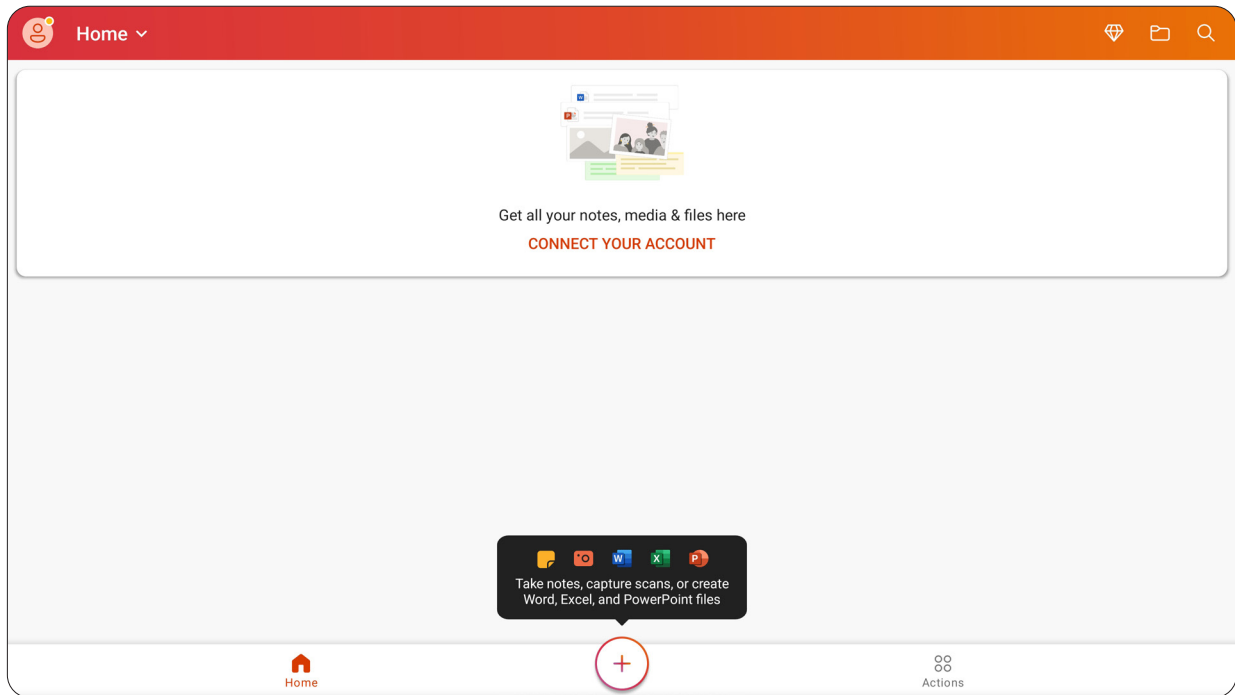 Home
W
P
Get all your notes, media & files here
CONNECT YOUR ACCOUNT
W X P
Take notes, capture scans, or create
Word, Excel, and PowerPoint files
Home
Actions